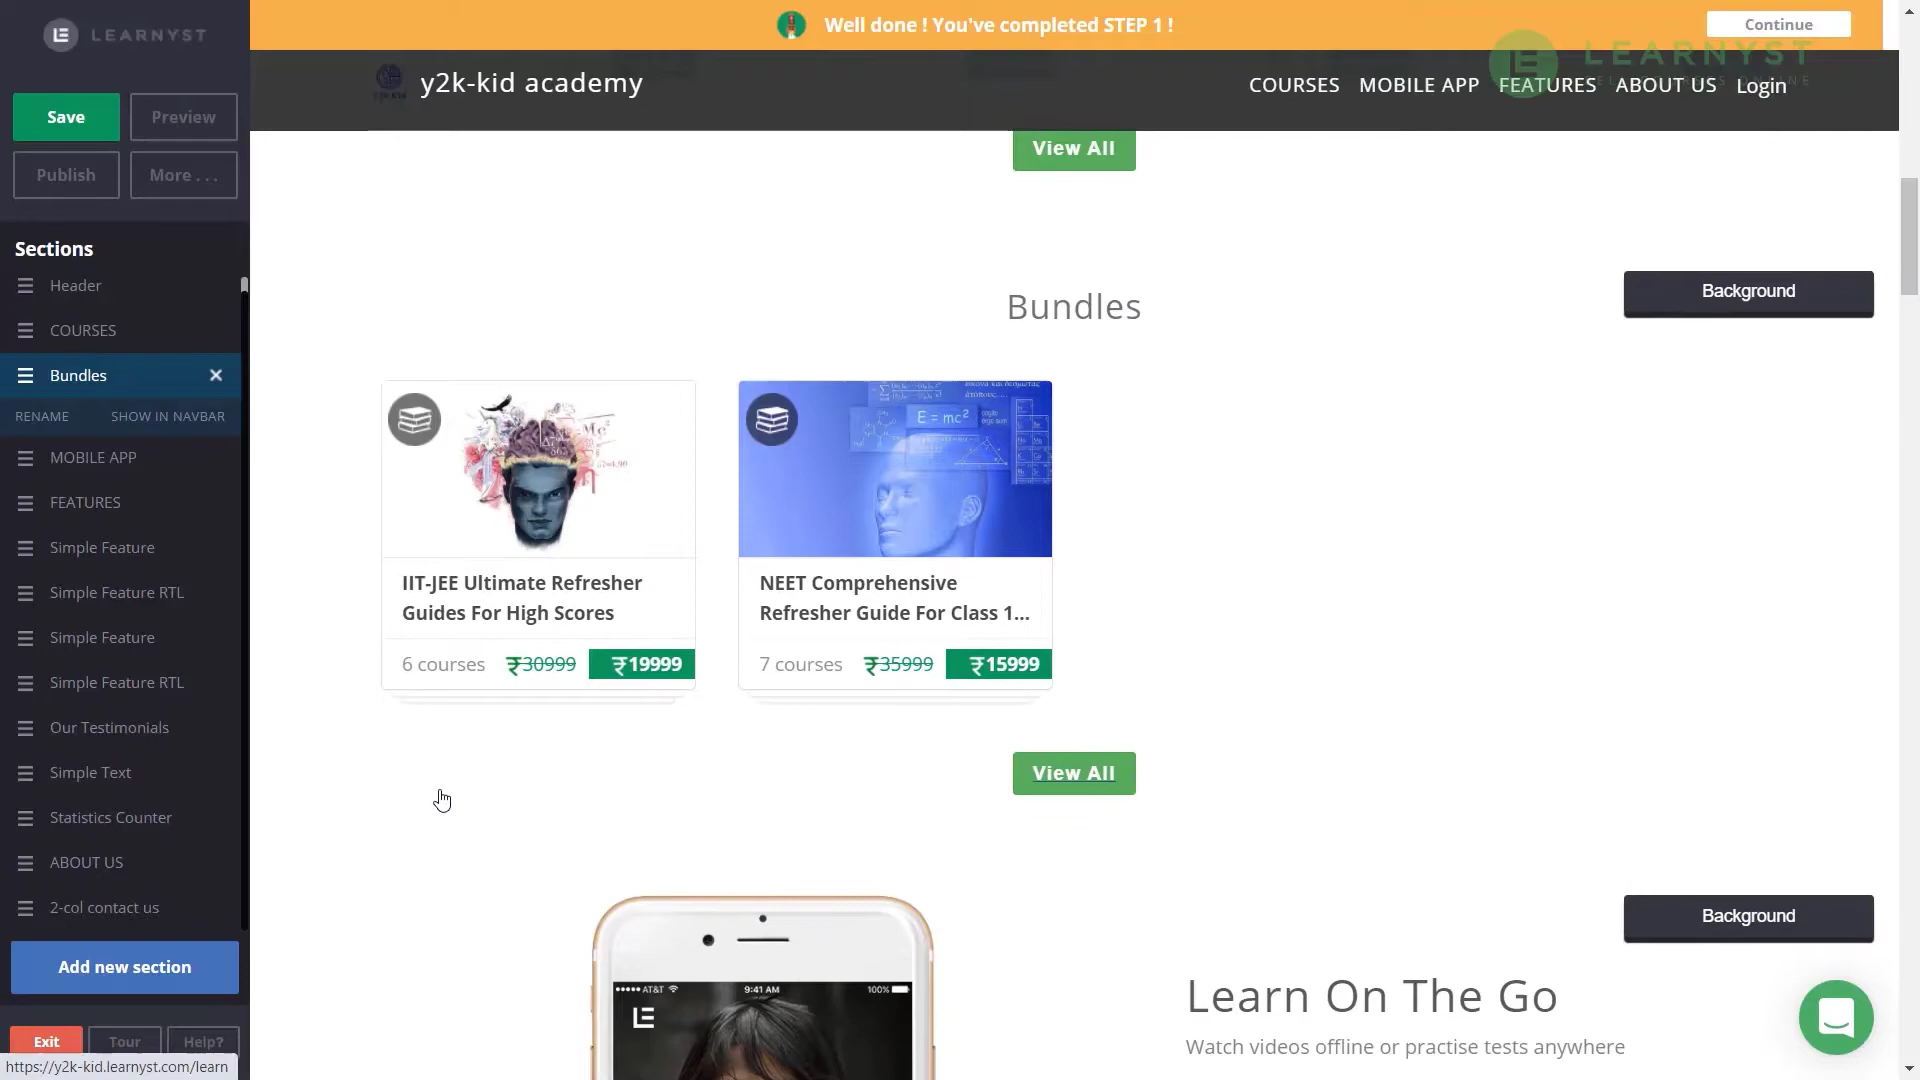 LEARNYST
Save
Preview
Publish
More . . .
Sections
Header
COURSES
Bundles
RENAME
SHOW IN NAVBAR
MOBILE APP
FEATURES
Simple Feature
Simple Feature RTL
Simple Feature
Simple Feature RTL
Our Testimonials
Simple Text
Statistics Counter
ABOUT US
2-col contact us
Add new section
Exit
Tour
Help?
https://y2k-kid.learnyst.com/learn
Well done ! You've completed STEP 1 !
Continue
LEARNYST
y2k-kid academy
COURSES
MOBILE APP
FEATURES
ABOUT US
Login
View All
Bundles
Background
E = mc²
IIT-JEE Ultimate Refresher
Guides For High Scores
6 courses
₹30999
₹19999
NEET Comprehensive
Refresher Guide For Class 1...
7 courses
₹35999
₹15999
View All
Background
AT&T
9:41 AM
100%
Learn On The Go
Watch videos offline or practise tests anywhere